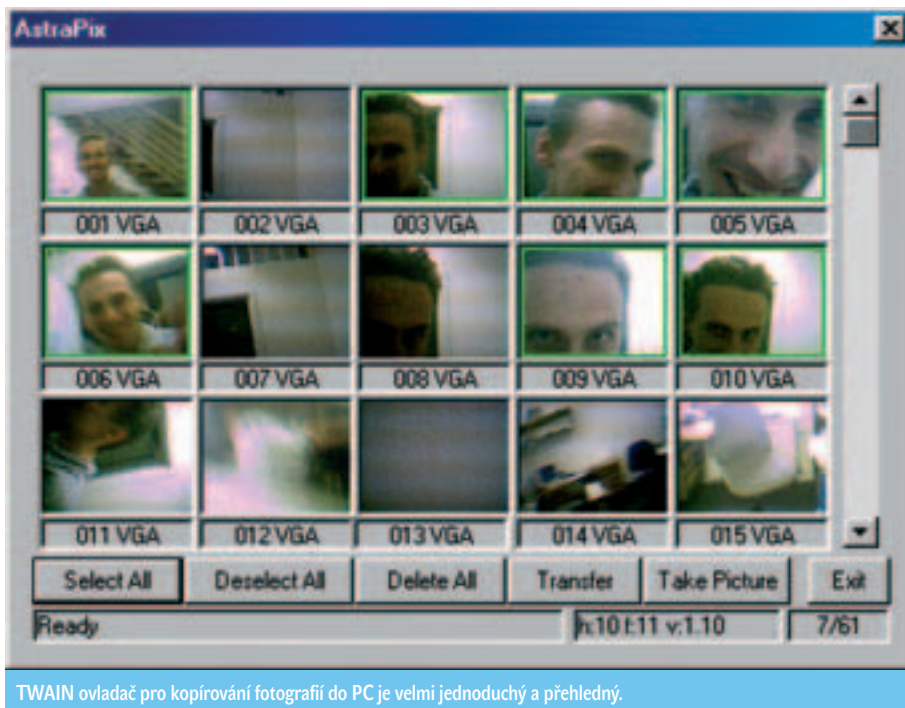 AstraPix
001 VGA 002 VGA 003 VGA 004 VGA 005 VGA
006 VGA 007 VGA 008 VGA 009 VGA 010 VGA
011 VGA 012 VGA 013 VGA 014 VGA 015 VGA
Select All Deselect All Delete All Transfer Take Picture Exit
Ready h:10 f:11 v:1.10 7/61
TWAIN ovladač pro kopírování fotografií do PC je velmi jednoduchý a přehledný.